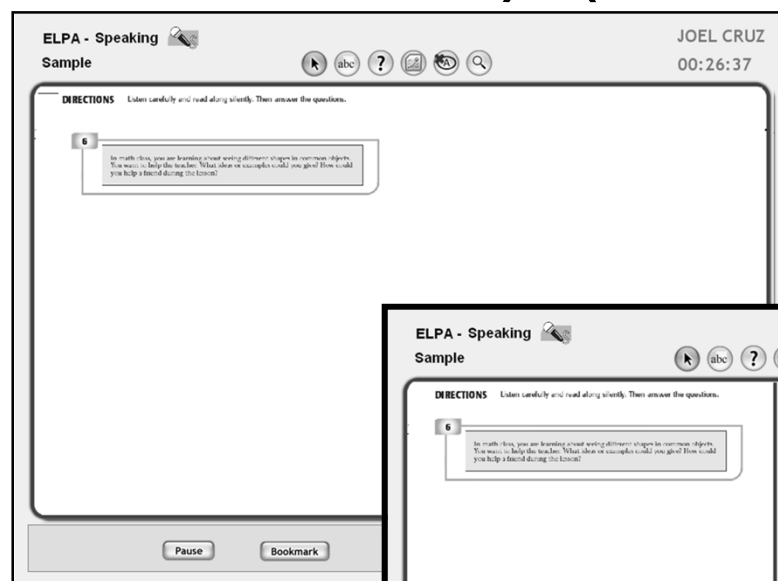 ELPA - Speaking
Sample
abc
?
A
JOEL CRUZ
00:26:37
DIRECTIONS Listen carefully and read along silently. Then answer the questions.
6
In math class, you are learning about seeing different shapes in common objects.
You want to help the teacher. What ideas or examples could you give? How could
you help a friend during the lesson?
Pause
Bookmark
ELPA - Speaking
Sample
abc
?
DIRECTIONS Listen carefully and read along silently. Then answer the questions.
6
In math class, you are learning about seeing different shapes in common objects.
You want to help the teacher. What ideas or examples could you give? How could
you help a friend during the lesson?